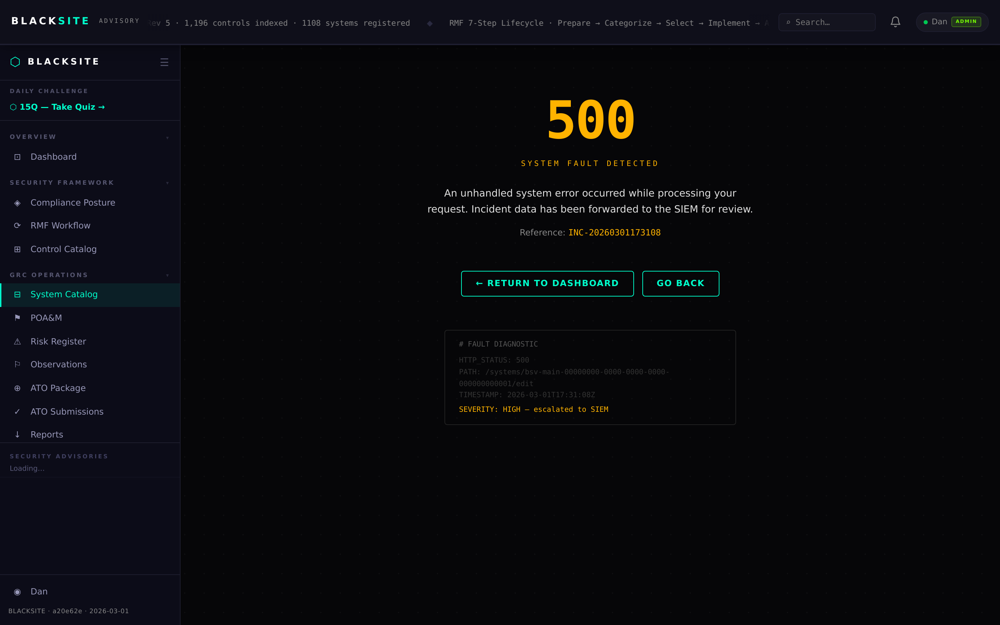 BLACKSITE ADVISORY
Rev 5 · 1,196 controls indexed · 1108 systems registered ◆ RMF 7-Step Lifecycle · Prepare → Categorize → Select → Implement → A
Search…
Dan ADMIN
BLACKSITE
DAILY CHALLENGE
15Q — Take Quiz →
OVERVIEW
Dashboard
SECURITY FRAMEWORK
Compliance Posture
RMF Workflow
Control Catalog
GRC OPERATIONS
System Catalog
POA&M
Risk Register
Observations
ATO Package
ATO Submissions
Reports
SECURITY ADVISORIES
Loading…
Dan
BLACKSITE · a20e62e · 2026-03-01
500
SYSTEM FAULT DETECTED
An unhandled system error occurred while processing your
request. Incident data has been forwarded to the SIEM for review.
Reference: INC-20260301173108
← RETURN TO DASHBOARD
GO BACK
# FAULT DIAGNOSTIC
HTTP_STATUS: 500
PATH: /systems/bsv-main-00000000-0000-0000-0000-
000000000001/edit
TIMESTAMP: 2026-03-01T17:31:08Z
SEVERITY: HIGH — escalated to SIEM